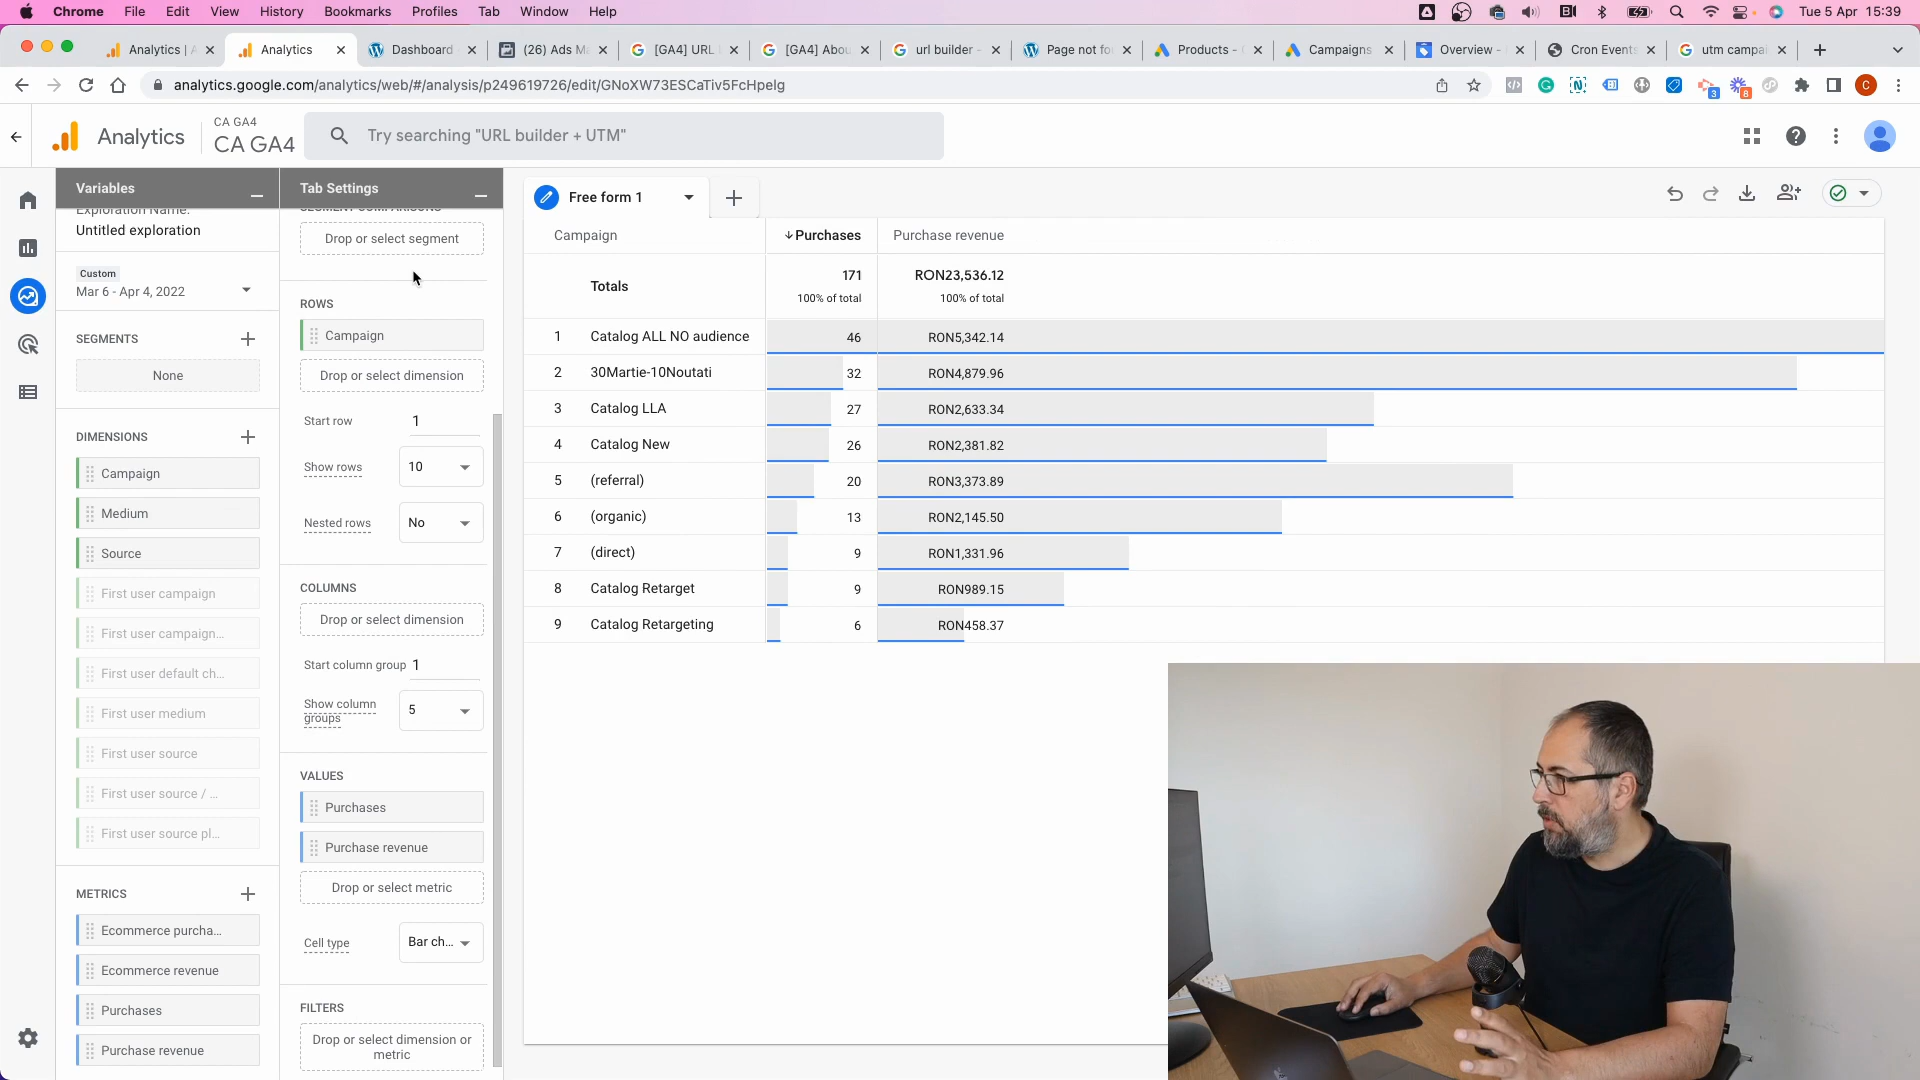 Chrome File Edit View History Bookmarks Profiles Tab Window Help Tue 5 Apr 15:39
Analytics | A Analytics Dashboard (26) Ads Ma [GA4] URL [GA4] Abou url builder - Page not fo Products - Campaigns Overview - Cron Events utm campai
analytics.google.com/analytics/web/#/analysis/p249619726/edit/GNoXW73ESCaTiv5FcHpelg
3 8 C
Analytics
CA GA4
CA GA4
Try searching "URL builder + UTM"
Variables
Exploration Name:
Untitled exploration
Custom
Mar 6 - Apr 4, 2022
SEGMENTS
None
DIMENSIONS
Campaign
Medium
Source
First user campaign
First user campaign...
First user default ch...
First user medium
First user source
First user source / ...
First user source pl...
METRICS
Ecommerce purcha...
Ecommerce revenue
Purchases
Purchase revenue
Tab Settings
SEGMENT COMPARISONS
Drop or select segment
ROWS
Campaign
Drop or select dimension
Start row 1
Show rows 10
Nested rows No
COLUMNS
Drop or select dimension
Start column group 1
Show column groups 5
VALUES
Purchases
Purchase revenue
Drop or select metric
Cell type Bar ch...
FILTERS
Drop or select dimension or
metric
Free form 1
Campaign Purchases Purchase revenue
Totals 171 RON23,536.12
100% of total 100% of total
1 Catalog ALL NO audience 46 RON5,342.14
2 30Martie-10Noutati 32 RON4,879.96
3 Catalog LLA 27 RON2,633.34
4 Catalog New 26 RON2,381.82
5 (referral) 20 RON3,373.89
6 (organic) 13 RON2,145.50
7 (direct) 9 RON1,331.96
8 Catalog Retarget 9 RON989.15
9 Catalog Retargeting 6 RON458.37